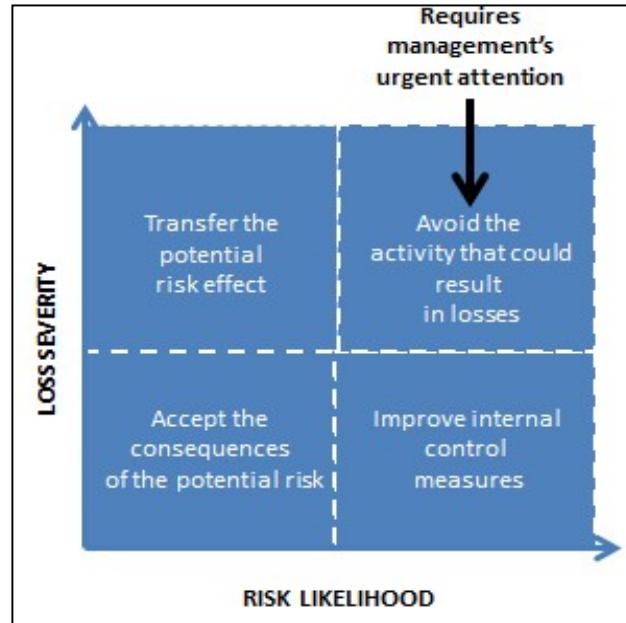 Requires
management's
urgent attention
LOSS SEVERITY
Transfer the
potential
risk effect
Avoid the
activity that could
result
in losses
Accept the
consequences
of the potential risk
Improve internal
control
measures
RISK LIKELIHOOD